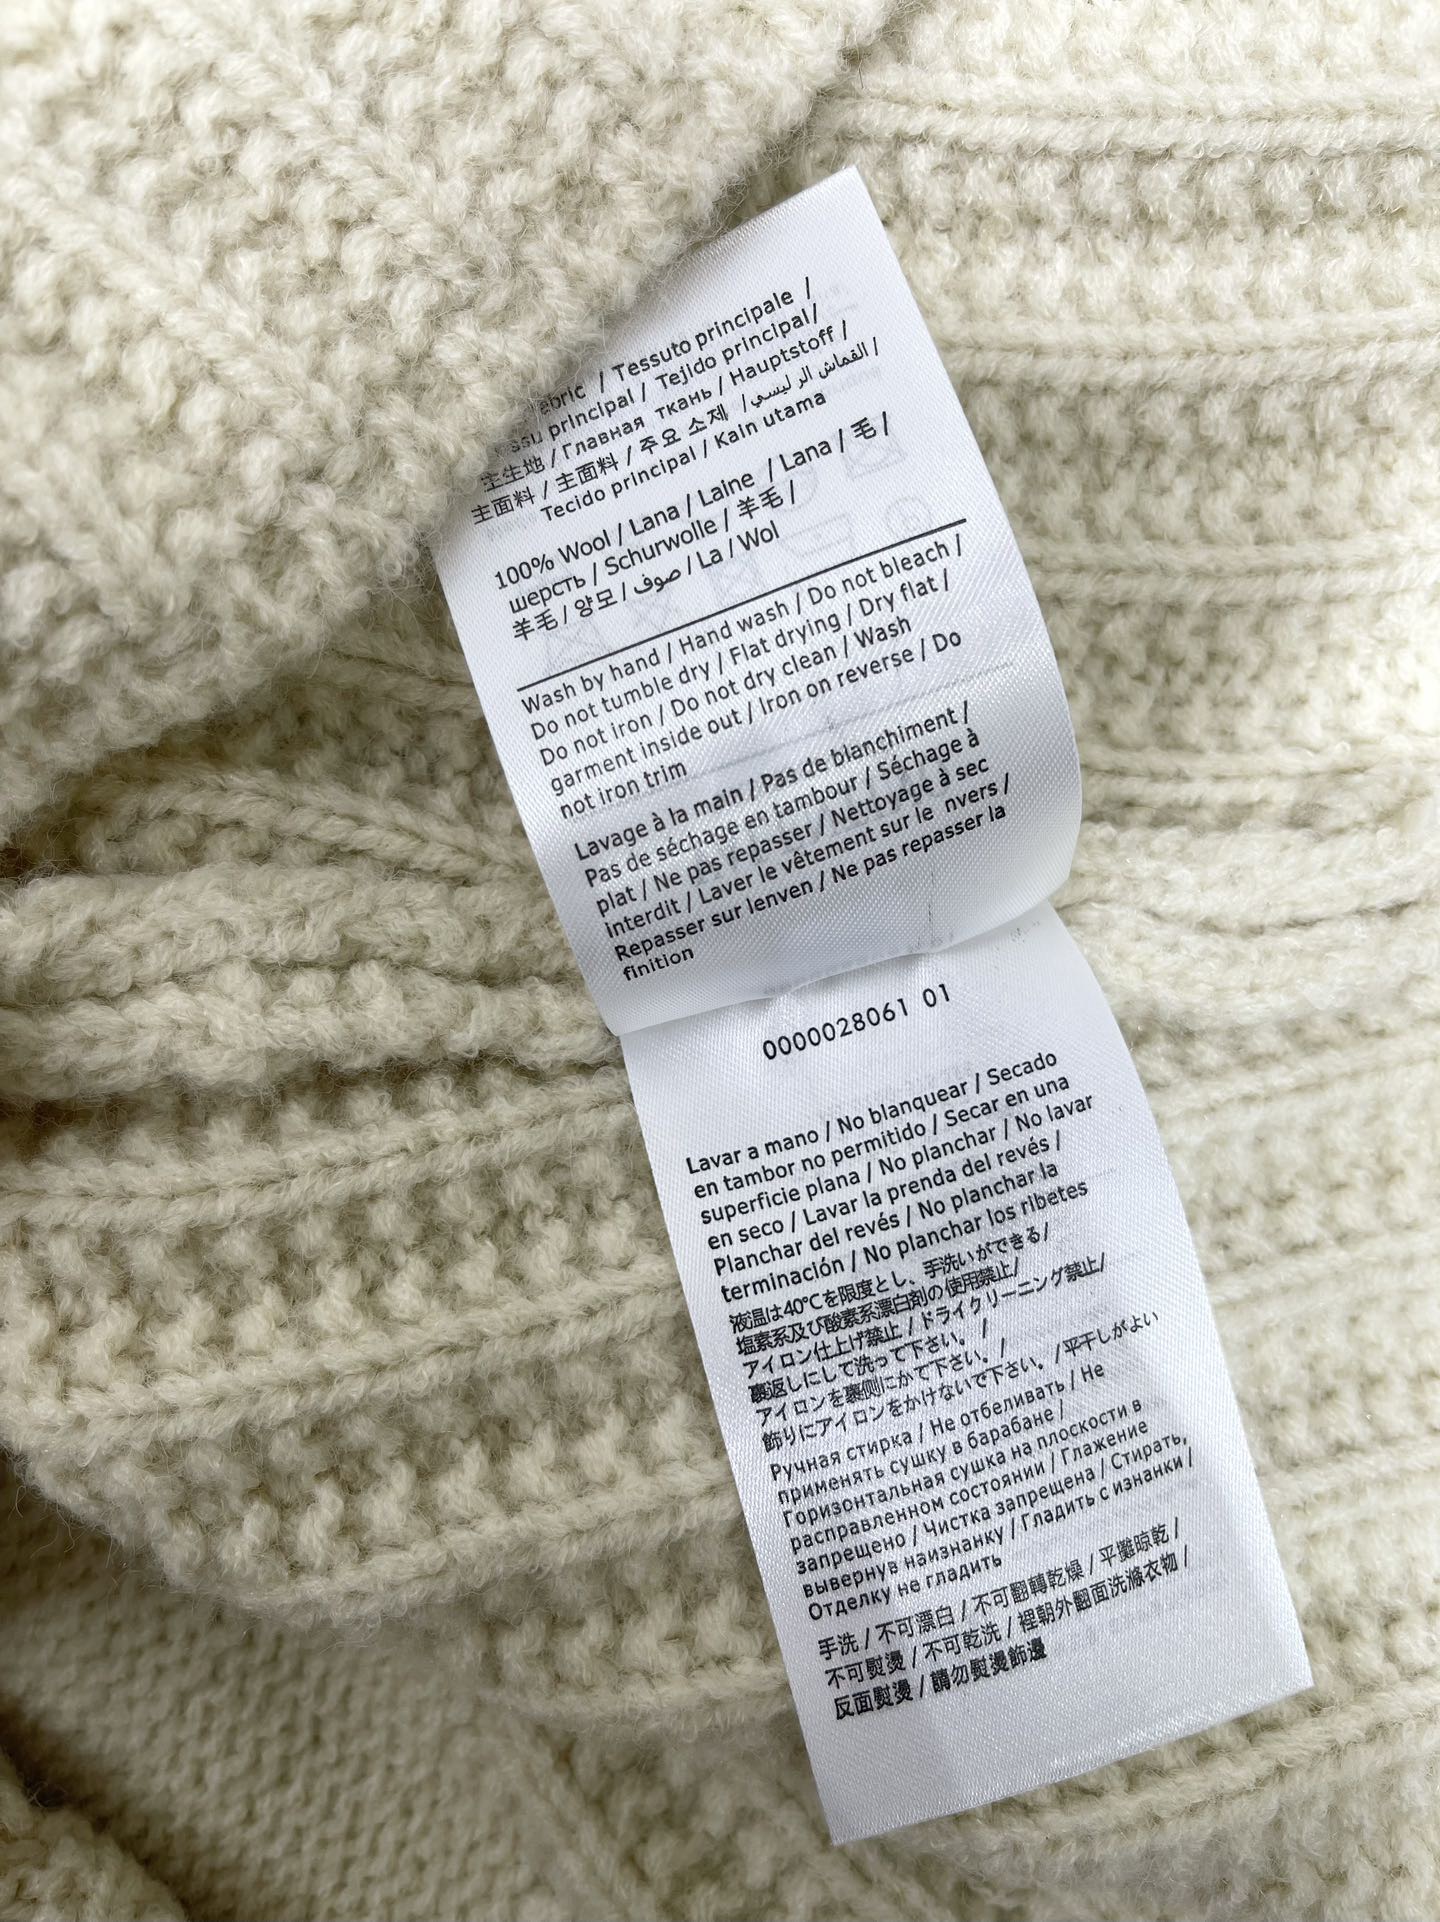 / Tessuto principale /
principal / Tejido principal/
/ Главная ткань / Hauptstoff /
主生地 / 主面料 / 주요 소재 / القماش الرئيسي /
主面料 / Tecido principal / Kain utama
100% Wool / Lana / Laine / Lana / 毛 /
шерсть / Schurwolle / 羊毛 /
羊毛 / 양모 / صوف / La / Wol
Wash by hand / Hand wash / Do not bleach /
Do not tumble dry / Flat drying / Dry flat /
Do not iron / Do not dry clean / Wash
garment inside out / Iron on reverse / Do
not iron trim
Lavage à la main / Pas de blanchiment /
Pas de séchage en tambour / Séchage à
plat / Ne pas repasser / Nettoyage à sec
interdit / Laver le vêtement sur le nvers /
Repasser sur lenven / Ne pas repasser la
finition
0000028061 01
Lavar a mano / No blanquear / Secado
en tambor no permitido / Secar en una
superficie plana / No planchar / No lavar
en seco / Lavar la prenda del revés /
Planchar del revés / No planchar la
terminación / No planchar los ribetes
液温は40℃を限度とし、手洗いができる/
塩素系及び酸素系漂白剤の使用禁止/
アイロン仕上げ禁止 / ドライクリーニング禁止/
裏返しにして洗って下さい。 /
アイロンを裏側にかて下さい。 /
飾りにアイロンをかけないで下さい。 /平干しがよい
Ручная стирка / Не отбеливать / Не
применять сушку в барабане /
Горизонтальная сушка на плоскости в
расправленном состоянии / Глажение
запрещено / Чистка запрещена / Стирать,
вывернув наизнанку / Гладить с изнанки /
Отделку не гладить
手洗 / 不可漂白 / 不可翻轉乾燥 / 平攤晾乾 /
不可熨燙 / 不可乾洗 / 裡朝外翻面洗滌衣物 /
反面熨燙 / 請勿熨燙飾邊